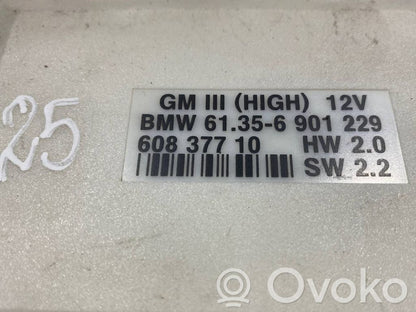 GM III (HIGH) 12V
BMW 61.35-6 901 229
608 377 10 HW 2.0
SW 2.2
25
Ovoko